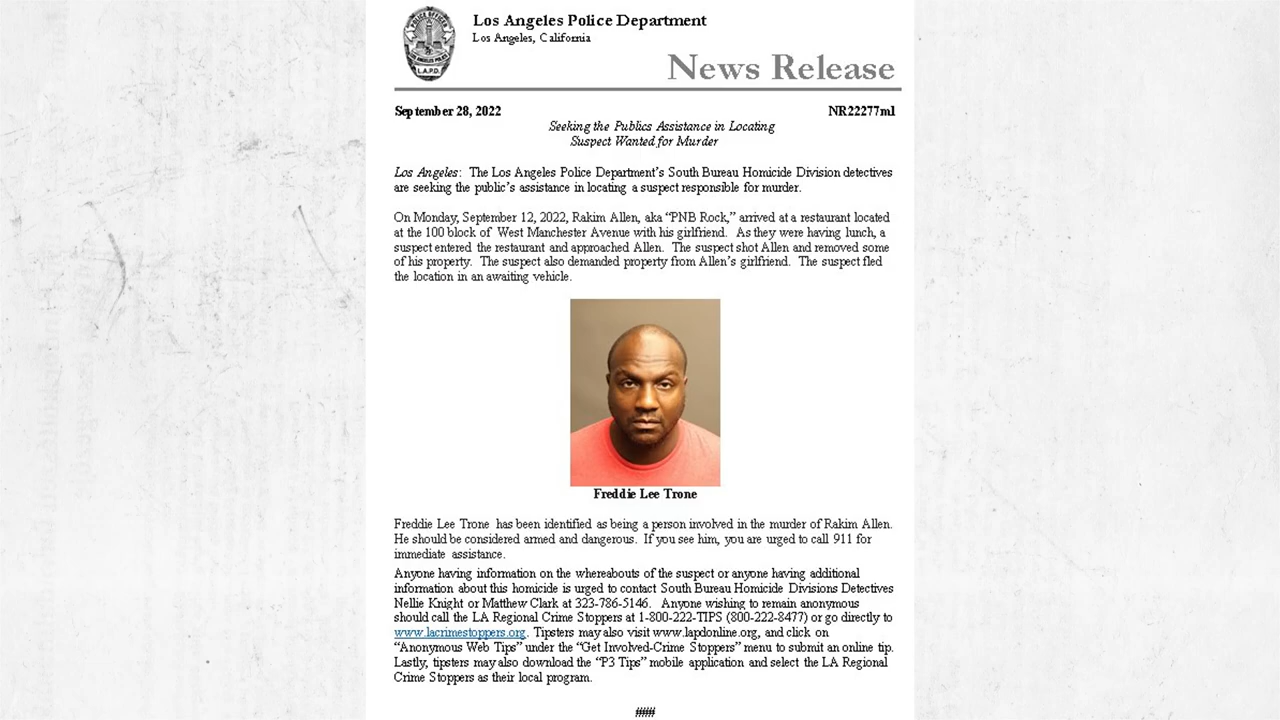 Los Angeles Police Department
Los Angeles, California
News Release
September 28, 2022 NR22277ml
Seeking the Publics Assistance in Locating
Suspect Wanted for Murder
Los Angeles: The Los Angeles Police Department's South Bureau Homicide Division detectives
are seeking the public's assistance in locating a suspect responsible for murder.
On Monday, September 12, 2022, Rakim Allen, aka "PNB Rock," arrived at a restaurant located
at the 100 block of West Manchester Avenue with his girlfriend. As they were having lunch, a
suspect entered the restaurant and approached Allen. The suspect shot Allen and removed some
of his property. The suspect also demanded property from Allen's girlfriend. The suspect fled
the location in an awaiting vehicle.
Freddie Lee Trone
Freddie Lee Trone has been identified as being a person involved in the murder of Rakim Allen.
He should be considered armed and dangerous. If you see him, you are urged to call 911 for
immediate assistance.
Anyone having information on the whereabouts of the suspect or anyone having additional
information about this homicide is urged to contact South Bureau Homicide Divisions Detectives
Nellie Knight or Matthew Clark at 323-786-5146. Anyone wishing to remain anonymous
should call the LA Regional Crime Stoppers at 1-800-222-TIPS (800-222-8477) or go directly to
www.lacrimestoppers.org. Tipsters may also visit www.lapdonline.org, and click on
"Anonymous Web Tips" under the "Get Involved-Crime Stoppers" menu to submit an online tip.
Lastly, tipsters may also download the "P3 Tips" mobile application and select the LA Regional
Crime Stoppers as their local program.
###